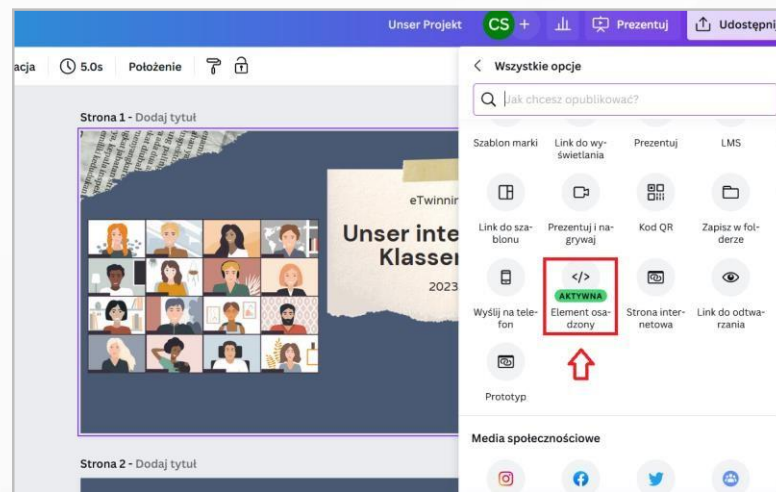 Unser Projekt
CS
+
Prezentuj
Udostępnij
acja
5.0s
Położenie
Wszystkie opcje
Jak chcesz opublikować?
Strona 1 - Dodaj tytuł
Szablon marki
Link do wy-
świetlania
Prezentuj
LMS
Link do sza-
blonu
Prezentuj i na-
grywaj
Kod QR
Zapisz w fol-
derze
AKTYWNA
Wyślij na tele-
fon
Element osa-
dzony
Strona inter-
netowa
Link do odtwa-
rzania
Prototyp
eTwinnin
Unser inte
Klassen
2023
Media społecznościowe
Strona 2 - Dodaj tytuł